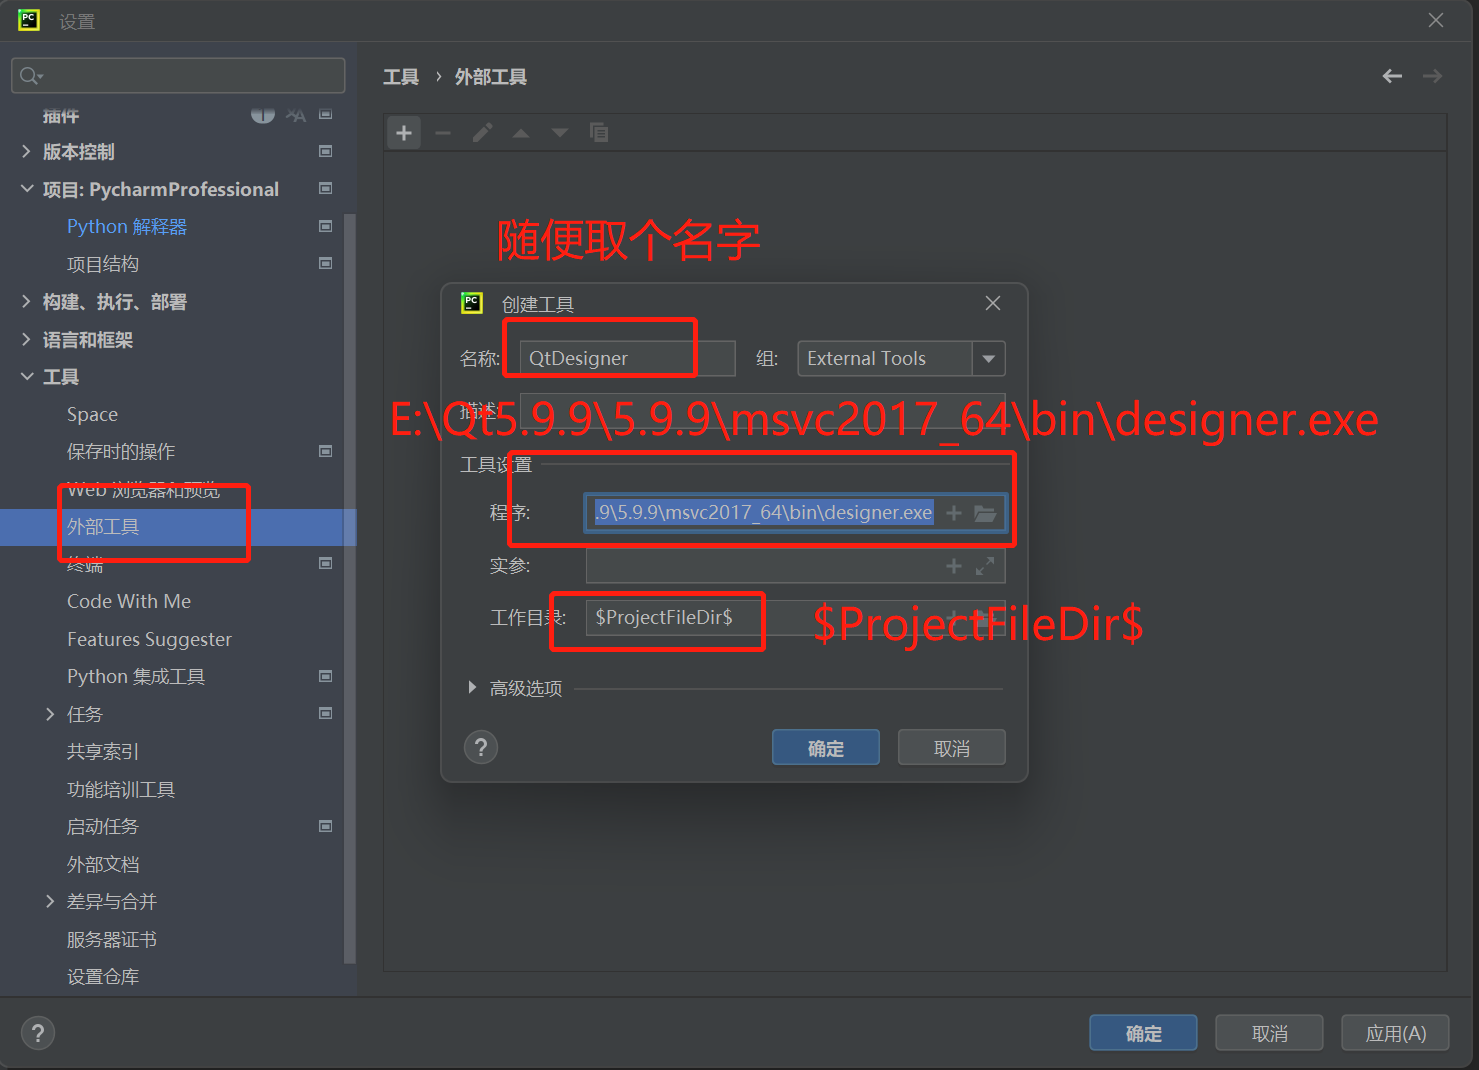 设置
工具 › 外部工具
插件
版本控制
项目: PycharmProfessional
Python 解释器
项目结构
构建、执行、部署
语言和框架
工具
Space
保存时的操作
Web 浏览器和预览
外部工具
终端
Code With Me
Features Suggester
Python 集成工具
任务
共享索引
功能培训工具
启动任务
外部文档
差异与合并
服务器证书
设置仓库
随便取个名字
创建工具
名称: QtDesigner 组: External Tools
描述:
E:\Qt5.9.9\5.9.9\msvc2017_64\bin\designer.exe
工具设置
程序: .9\5.9.9\msvc2017_64\bin\designer.exe
实参:
工作目录: $ProjectFileDir$
$ProjectFileDir$
高级选项
? 确定 取消
? 确定 取消 应用(A)